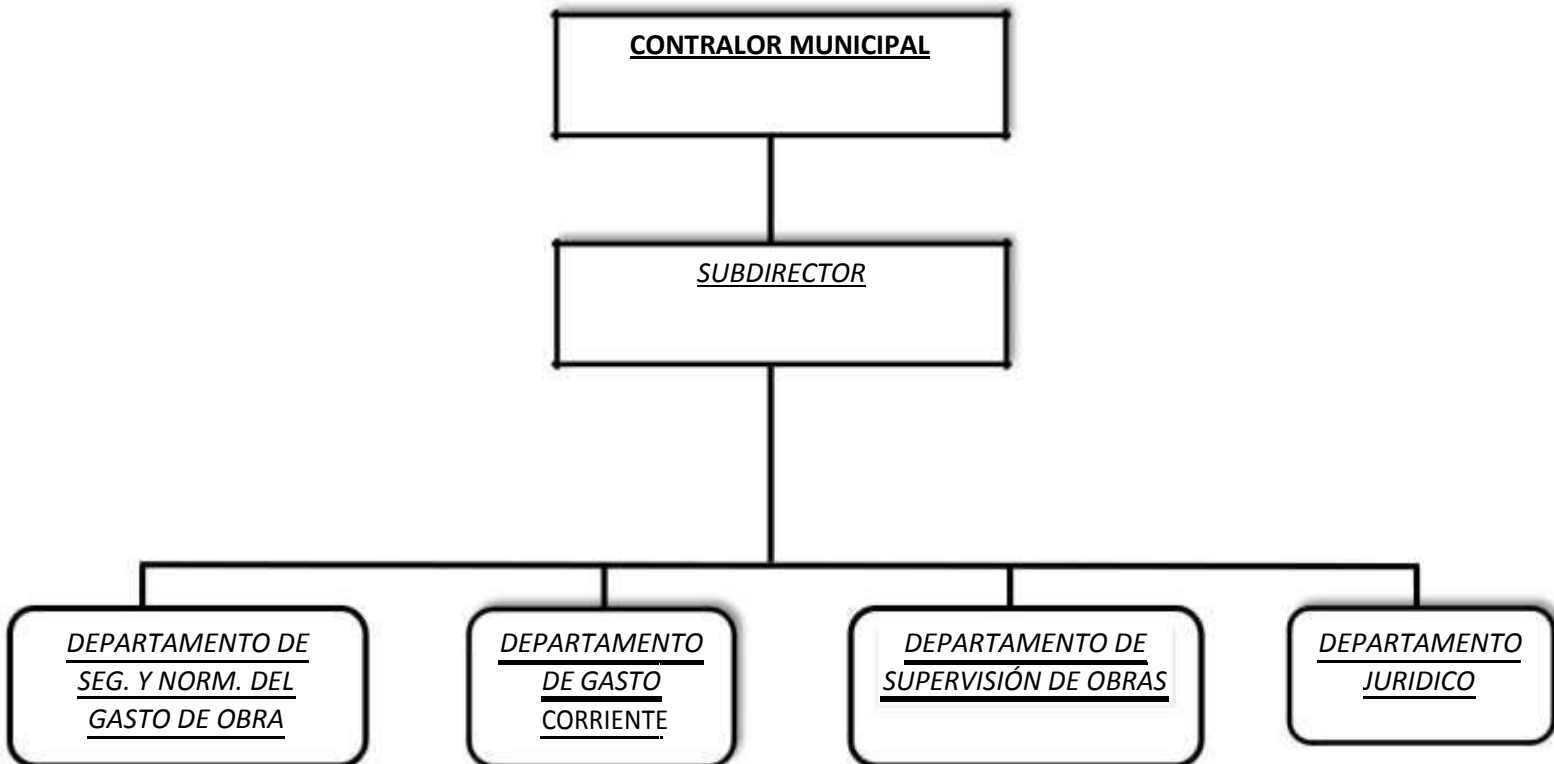 CONTRALOR MUNICIPAL
SUBDIRECTOR
DEPARTAMENTO DE
SEG. Y NORM. DEL
GASTO DE OBRA
DEPARTAMENTO
DE GASTO
CORRIENTE
DEPARTAMENTO DE
SUPERVISIÓN DE OBRAS
DEPARTAMENTO
JURIDICO